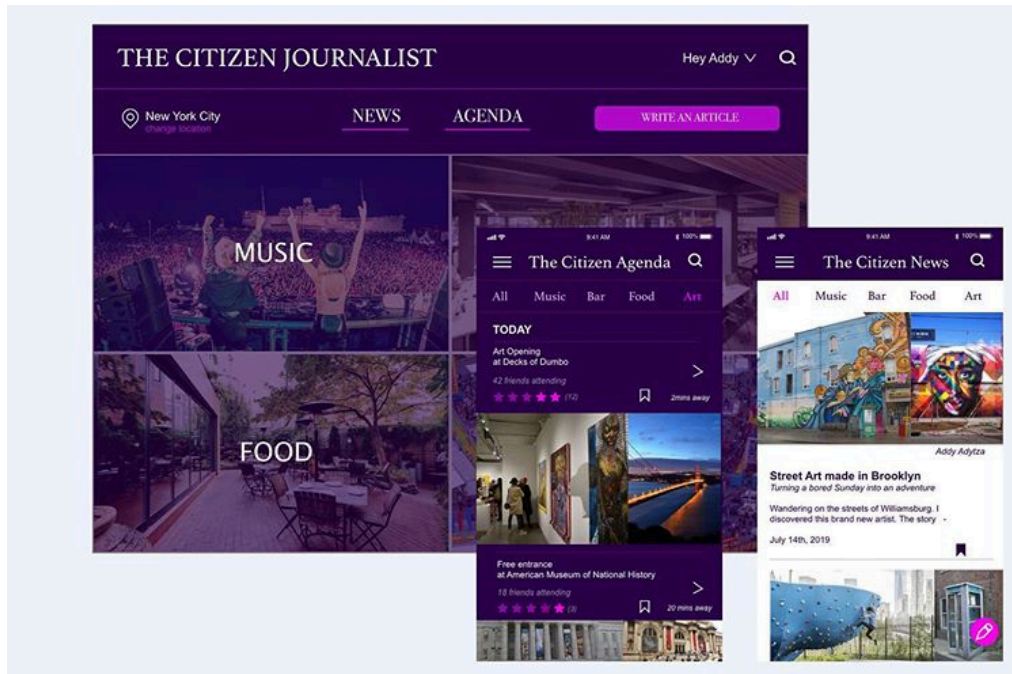 THE CITIZEN JOURNALIST
Hey Addy
New York City
change location
NEWS
AGENDA
WRITE AN ARTICLE
MUSIC
FOOD
9:41 AM
100%
The Citizen Agenda
All Music Bar Food Art
TODAY
Art Opening
at Decks of Dumbo
42 friends attending
(12)
2mins away
Free entrance
at American Museum of National History
18 friends attending
(3)
20 mins away
9:41 AM
100%
The Citizen News
All Music Bar Food Art
Addy Adytza
Street Art made in Brooklyn
Turning a bored Sunday into an adventure
Wandering on the streets of Williamsburg. I
discovered this brand new artist. The story -
July 14th, 2019